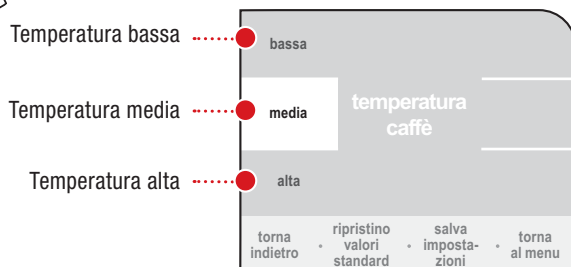 Temperatura bassa
bassa
Temperatura media
media
temperatura
caffè
Temperatura alta
alta
torna
indietro
•
ripristino
valori
standard
•
salva
imposta-
zioni
•
torna
al menu